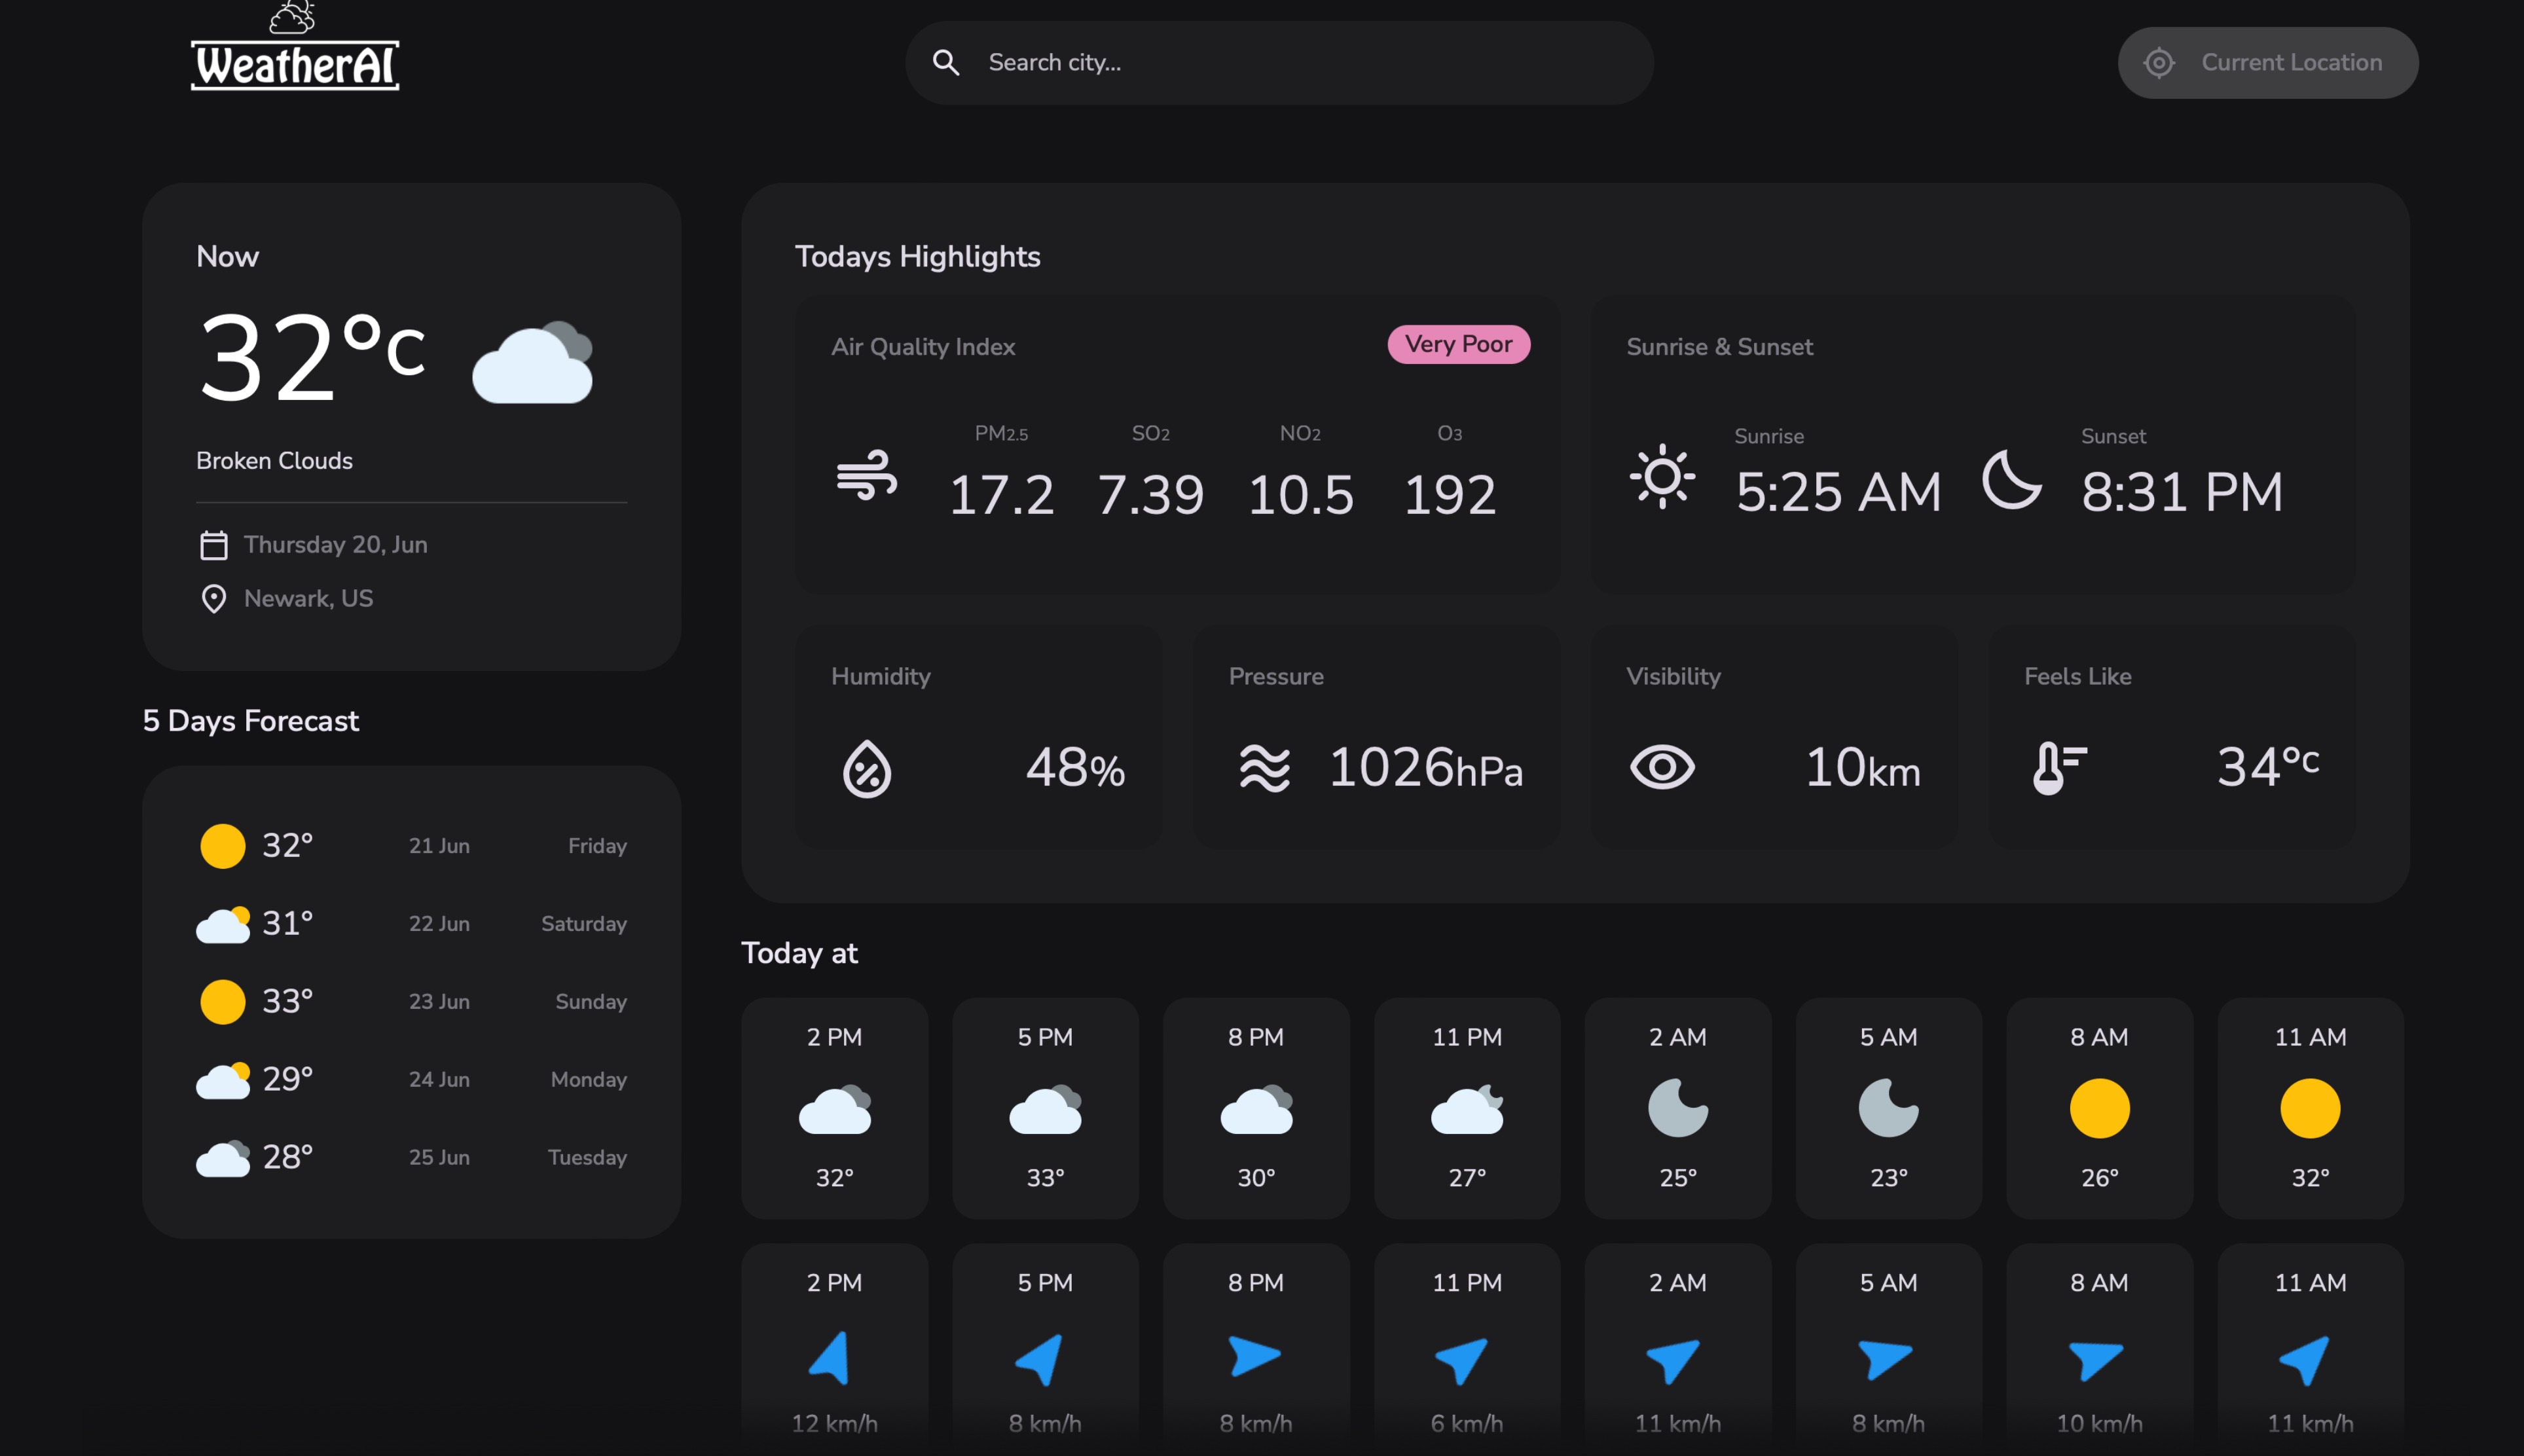 WeatherAI
Search city...
Current Location
Now
32°c
Broken Clouds
Thursday 20, Jun
Newark, US
5 Days Forecast
32° 21 Jun Friday
31° 22 Jun Saturday
33° 23 Jun Sunday
29° 24 Jun Monday
28° 25 Jun Tuesday
Todays Highlights
Air Quality Index Very Poor
PM2.5 SO2 NO2 O3
17.2 7.39 10.5 192
Sunrise & Sunset
Sunrise Sunset
5:25 AM 8:31 PM
Humidity
48%
Pressure
1026hPa
Visibility
10km
Feels Like
34°c
Today at
2 PM 5 PM 8 PM 11 PM 2 AM 5 AM 8 AM 11 AM
32° 33° 30° 27° 25° 23° 26° 32°
2 PM 5 PM 8 PM 11 PM 2 AM 5 AM 8 AM 11 AM
12 km/h 8 km/h 8 km/h 6 km/h 11 km/h 8 km/h 10 km/h 11 km/h